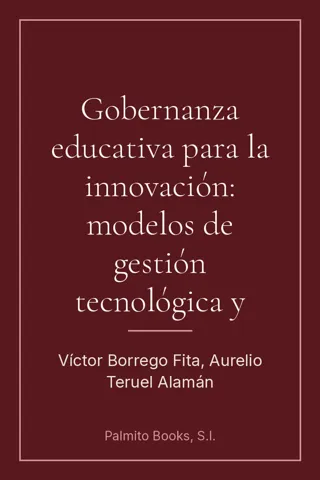 Gobernanza
educativa para la
innovación:
modelos de
gestión
tecnológica y
Víctor Borrego Fita, Aurelio
Teruel Alamán
Palmito Books, S.l.